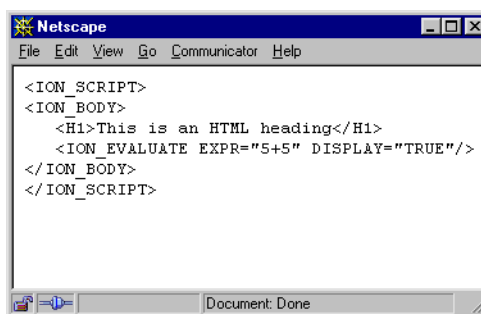 Netscape
File Edit View Go Communicator Help
<ION_SCRIPT>
<ION_BODY>
<H1>This is an HTML heading</H1>
<ION_EVALUATE EXPR="5+5" DISPLAY="TRUE"/>
</ION_BODY>
</ION_SCRIPT>
Document: Done